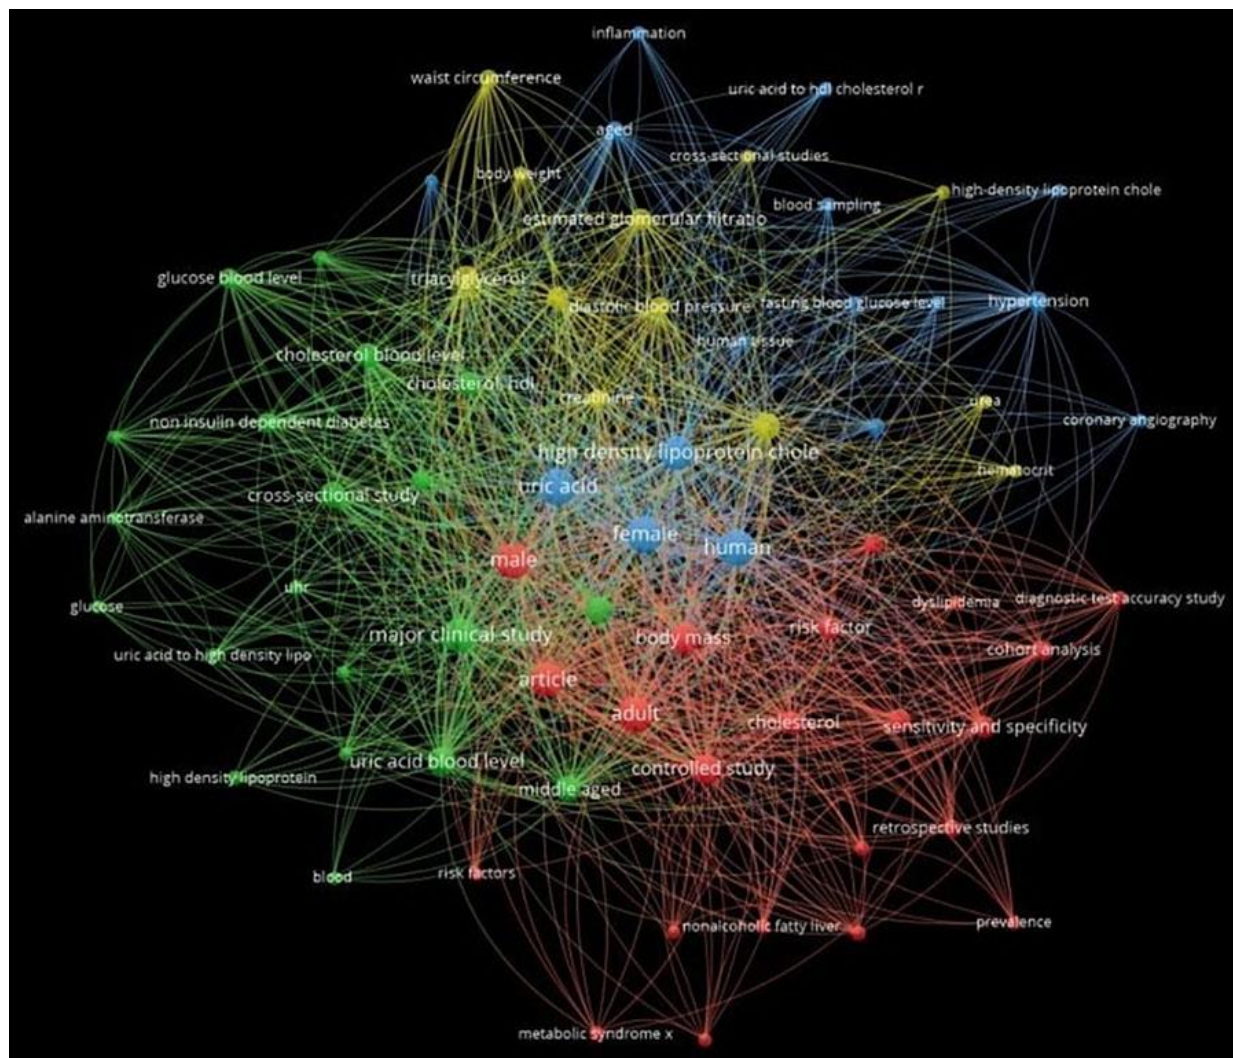 inflammation
waist circumference
uric acid to hdl cholesterol r
aged
cross-sectional studies
body weight
high-density lipoprotein chole
blood sampling
estimated glomerular filtratio
glucose blood level
triacylglycerol
hypertension
fasting blood glucose level
diastolic blood pressure
human tissue
cholesterol blood level
cholesterol, hdl
creatinine
urea
non insulin dependent diabetes
coronary angiography
high density lipoprotein chole
hematocrit
uric acid
cross-sectional study
alanine aminotransferase
female
human
male
uhr
diagnostic test accuracy study
dyslipidemia
glucose
risk factor
major clinical study
body mass
cohort analysis
uric acid to high density lipo
article
adult
cholesterol
sensitivity and specificity
uric acid blood level
controlled study
high density lipoprotein
middle aged
retrospective studies
risk factors
blood
prevalence
nonalcoholic fatty liver
metabolic syndrome x